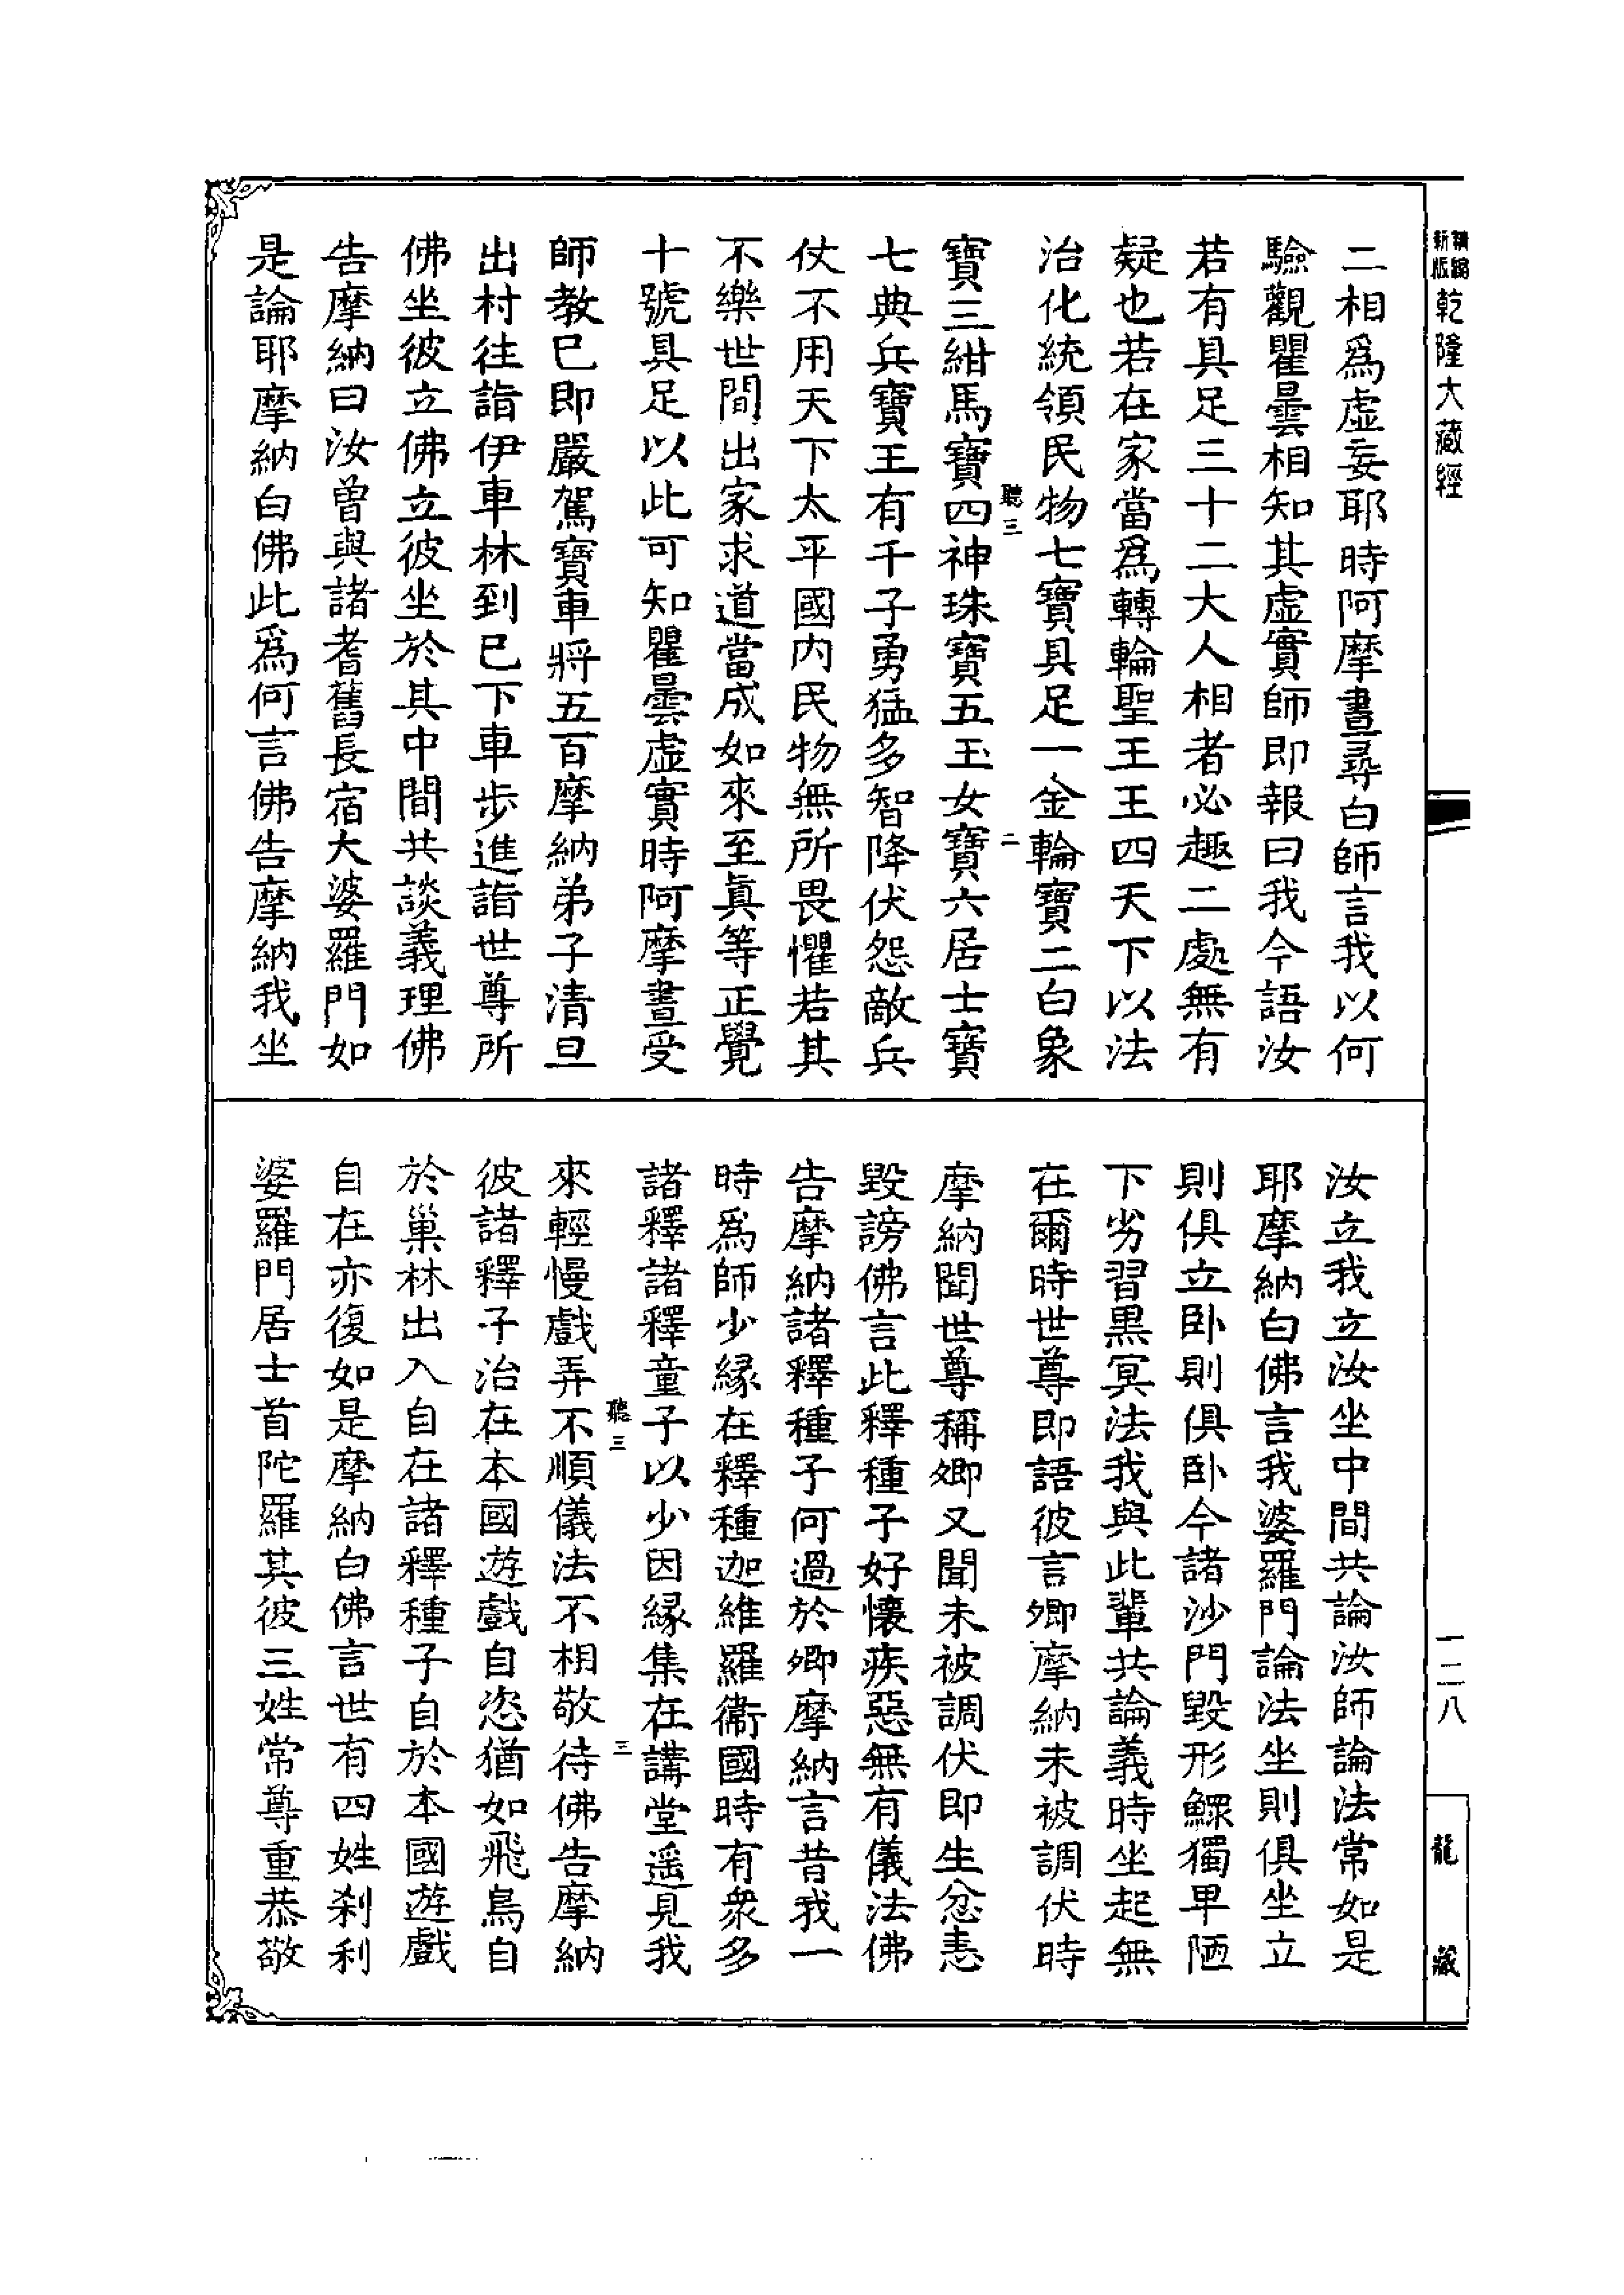 精縮新版乾隆大藏經
二相爲虛妄耶時阿摩晝尋白師言我以何
驗觀瞿曇相知其虛實師即報曰我今語汝
若有具足三十二大人相者必趣二處無有
疑也若在家當爲轉輪聖王王四天下以法
治化統領民物七寶具足一金輪寶二白象
聽三 二
寶三紺馬寶四神珠寶五玉女寶六居士寶
七典兵寶王有千子勇猛多智降伏怨敵兵
仗不用天下太平國内民物無所畏懼若其
不樂世間出家求道當成如來至眞等正覺
十號具足以此可知瞿曇虛實時阿摩晝受
師教已即嚴駕寶車將五百摩納弟子清旦
出村往詣伊車林到已下車步進詣世尊所
佛坐彼立佛立彼坐於其中間共談義理佛
告摩納曰汝曾與諸耆舊長宿大婆羅門如
是論耶摩納白佛此爲何言佛告摩納我坐
汝立我立汝坐中間共論汝師論法常如是
耶摩納白佛言我婆羅門論法坐則俱坐立
則俱立卧則俱卧今諸沙門毀形鰥獨卑陋
下劣習黑冥法我與此輩共論義時坐起無
在爾時世尊即語彼言卿摩納未被調伏時
摩納聞世尊稱卿又聞未被調伏即生忿恚
毀謗佛言此釋種子好懷疾惡無有儀法佛
告摩納諸釋種子何過於卿摩納言昔我一
時爲師少緣在釋種迦維羅衞國時有衆多
諸釋諸釋童子以少因緣集在講堂遥見我
聽三 三
來輕慢戲弄不順儀法不相敬待佛告摩納
彼諸釋子治在本國遊戲自恣猶如飛鳥自
於巢林出入自在諸釋種子自於本國遊戲
自在亦復如是摩納白佛言世有四姓刹利
婆羅門居士首陀羅其彼三姓常尊重恭敬
一二八
龍藏